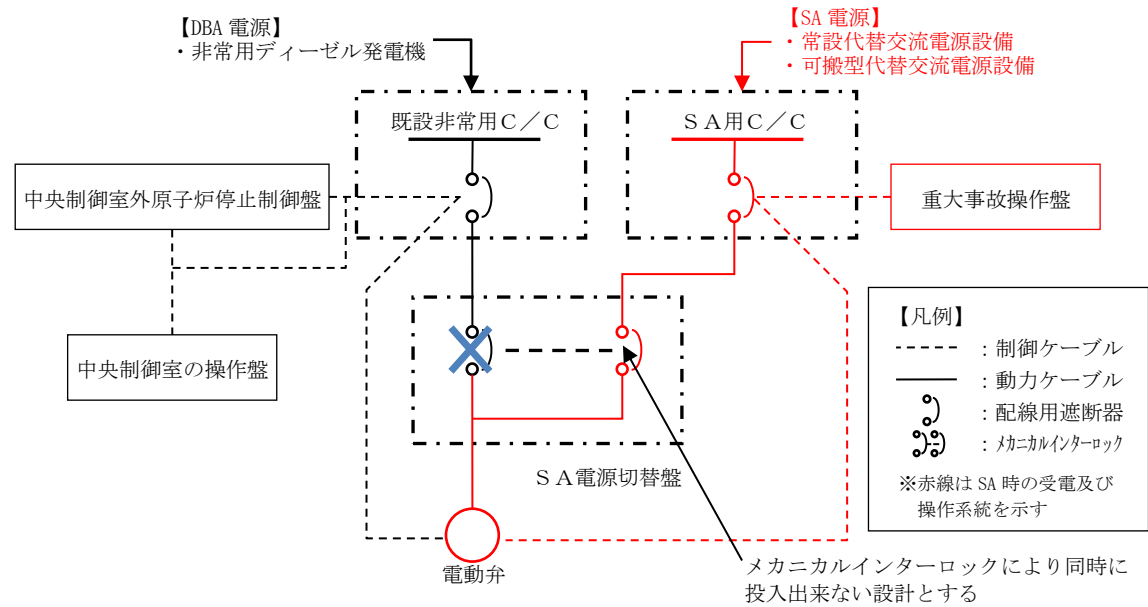 【DBA 電源】
・非常用ディーゼル発電機
【SA 電源】
・常設代替交流電源設備
・可搬型代替交流電源設備
既設非常用C／C
ＳＡ用C／C
中央制御室外原子炉停止制御盤
重大事故操作盤
中央制御室の操作盤
ＳＡ電源切替盤
電動弁
メカニカルインターロックにより同時に
投入出来ない設計とする
【凡例】
：制御ケーブル
：動力ケーブル
：配線用遮断器
：ﾒｶﾆｶﾙｲﾝﾀｰﾛｯｸ
※赤線は SA 時の受電及び
操作系統を示す